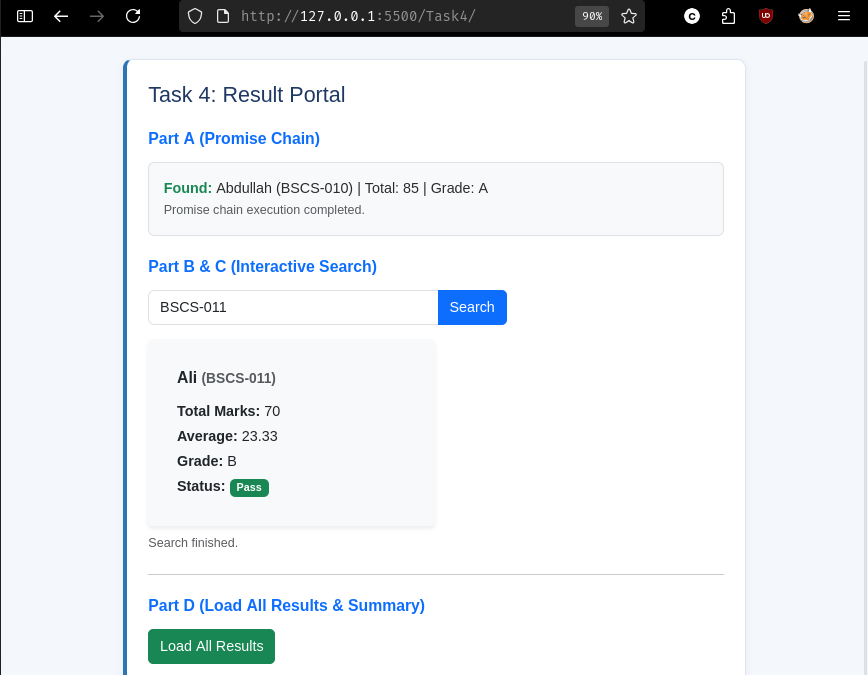 http://127.0.0.1:5500/Task4/
90%
C
UD
Task 4: Result Portal
Part A (Promise Chain)
Found: Abdullah (BSCS-010) | Total: 85 | Grade: A
Promise chain execution completed.
Part B & C (Interactive Search)
BSCS-011
Search
Ali (BSCS-011)
Total Marks: 70
Average: 23.33
Grade: B
Status: Pass
Search finished.
Part D (Load All Results & Summary)
Load All Results